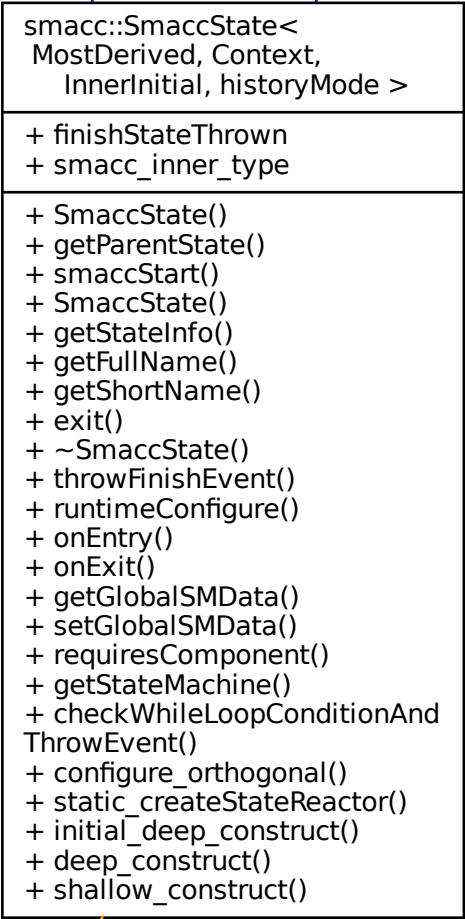 smacc::SmaccState<
MostDerived, Context,
InnerInitial, historyMode >
+ finishStateThrown
+ smacc_inner_type
+ SmaccState()
+ getParentState()
+ smaccStart()
+ SmaccState()
+ getStateInfo()
+ getFullName()
+ getShortName()
+ exit()
+ ~SmaccState()
+ throwFinishEvent()
+ runtimeConfigure()
+ onEntry()
+ onExit()
+ getGlobalSMData()
+ setGlobalSMData()
+ requiresComponent()
+ getStateMachine()
+ checkWhileLoopConditionAnd
ThrowEvent()
+ configure_orthogonal()
+ static_createStateReactor()
+ initial_deep_construct()
+ deep_construct()
+ shallow_construct()